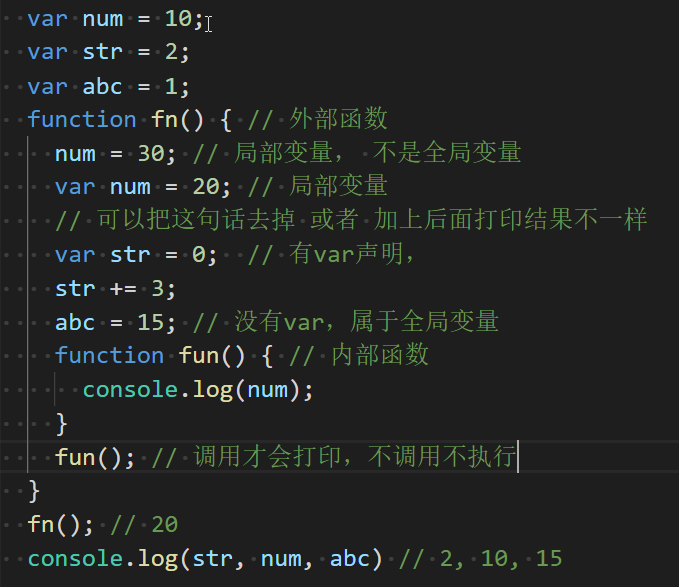 var num = 10;
var str = 2;
var abc = 1;
function fn() { // 外部函数
num = 30; // 局部变量， 不是全局变量
var num = 20; // 局部变量
// 可以把这句话去掉 或者 加上后面打印结果不一样
var str = 0;  // 有var声明，
str += 3;
abc = 15; // 没有var，属于全局变量
function fun() { // 内部函数
console.log(num);
}
fun(); // 调用才会打印，不调用不执行
}
fn(); // 20
console.log(str, num, abc) // 2, 10, 15